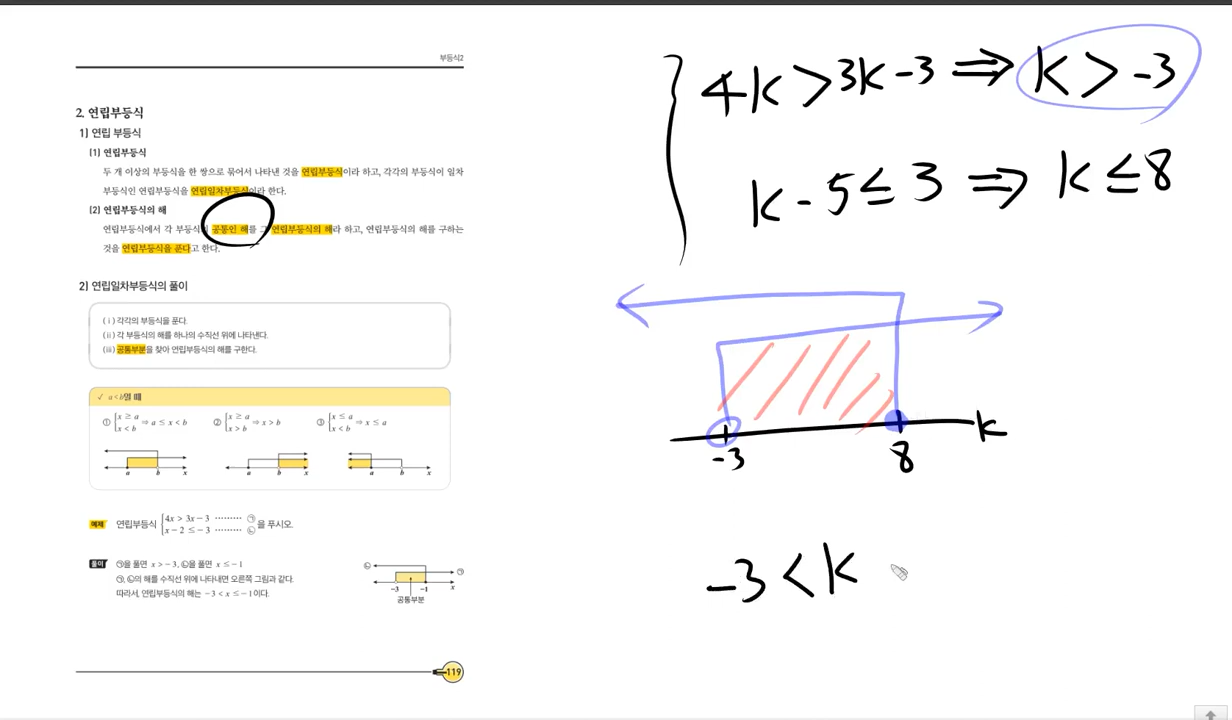 부등식2
2. 연립부등식
1) 연립 부등식
(1) 연립부등식
두 개 이상의 부등식을 한 쌍으로 묶어서 나타낸 것을 연립부등식이라 하고, 각각의 부등식이 일차
부등식인 연립부등식을 연립일차부등식이라 한다.
(2) 연립부등식의 해
연립부등식에서 각 부등식의 공통인 해를 그 연립부등식의 해라 하고, 연립부등식의 해를 구하는
것을 연립부등식을 푼다고 한다.
2) 연립일차부등식의 풀이
(ⅰ) 각각의 부등식을 푼다.
(ⅱ) 각 부등식의 해를 하나의 수직선 위에 나타낸다.
(ⅲ) 공통부분을 찾아 연립부등식의 해를 구한다.
✓ a<b일 때
① { x ≥ a x < b ⇒ a ≤ x < b ② { x ≥ a x > b ⇒ x > b ③ { x ≤ a x < b ⇒ x ≤ a
a b x a b x a b x
예제 연립부등식 { 4x > 3x − 3 ········· ㉠ x − 2 ≤ −3 ········· ㉡ 을 푸시오.
풀이 ㉠을 풀면 x > −3, ㉡을 풀면 x ≤ −1
㉠, ㉡의 해를 수직선 위에 나타내면 오른쪽 그림과 같다.
따라서, 연립부등식의 해는 −3 < x ≤ −1이다.
㉡ ㉠
−3 −1 x
공통부분
119
4k > 3k - 3 ⇒ k > -3
k - 5 ≤ 3 ⇒ k ≤ 8
-3 8 k
-3 < k